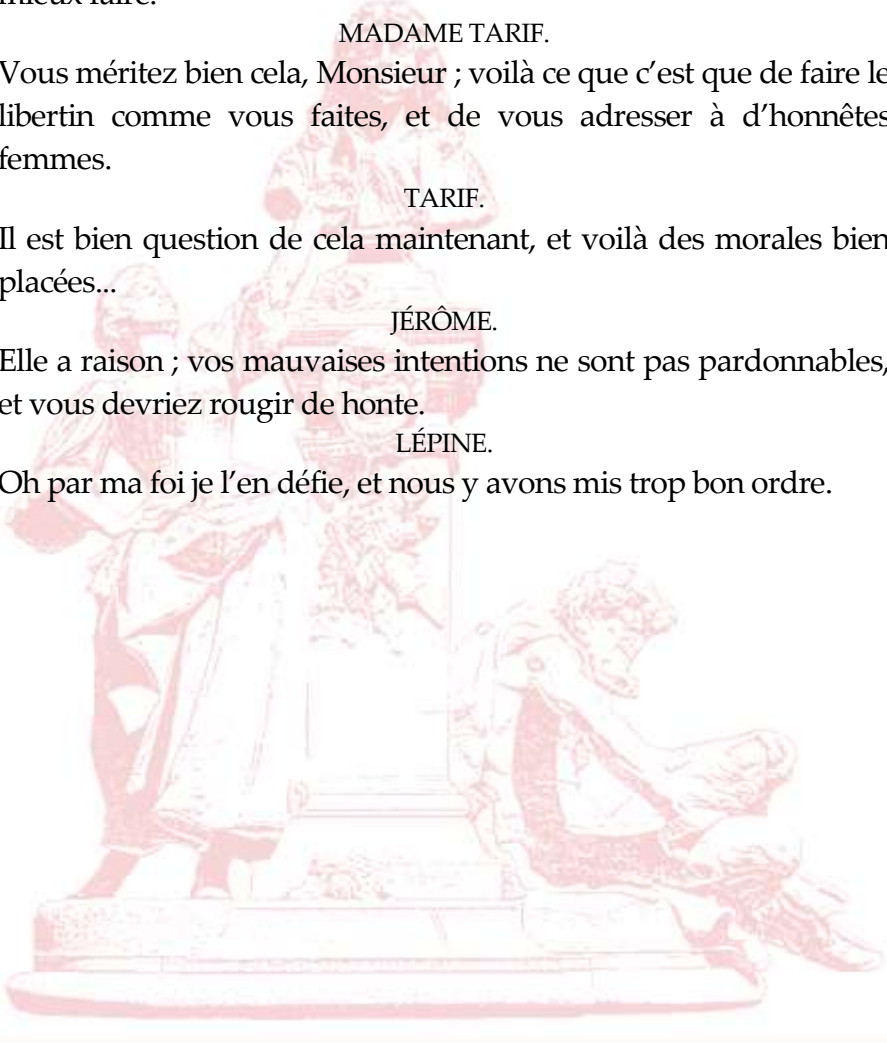 mieux faire.
MADAME TARIF.
Vous méritez bien cela, Monsieur ; voilà ce que c’est que de faire le
libertin comme vous faites, et de vous adresser à d’honnêtes
femmes.
TARIF.
Il est bien question de cela maintenant, et voilà des morales bien
placées...
JÉRÔME.
Elle a raison ; vos mauvaises intentions ne sont pas pardonnables,
et vous devriez rougir de honte.
LÉPINE.
Oh par ma foi je l’en défie, et nous y avons mis trop bon ordre.